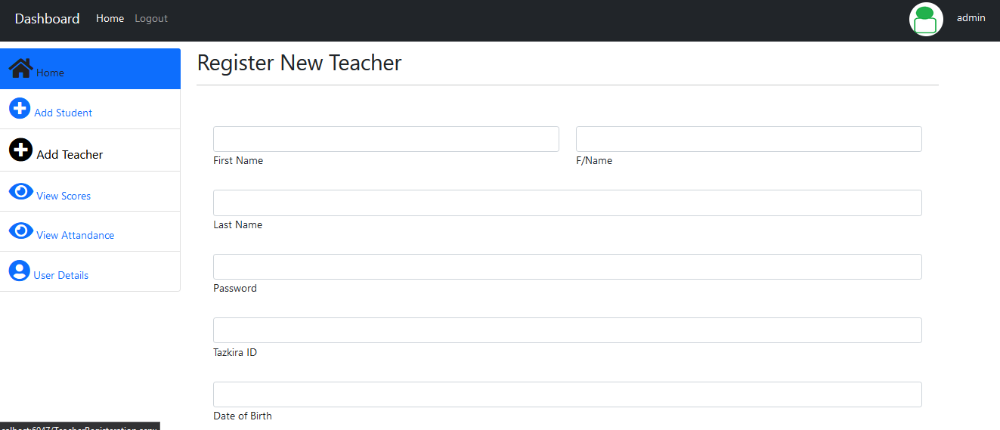 Dashboard Home Logout admin
Register New Teacher
Home
Add Student
Add Teacher
View Scores
View Attandance
User Details
First Name F/Name
Last Name
Password
Tazkira ID
Date of Birth